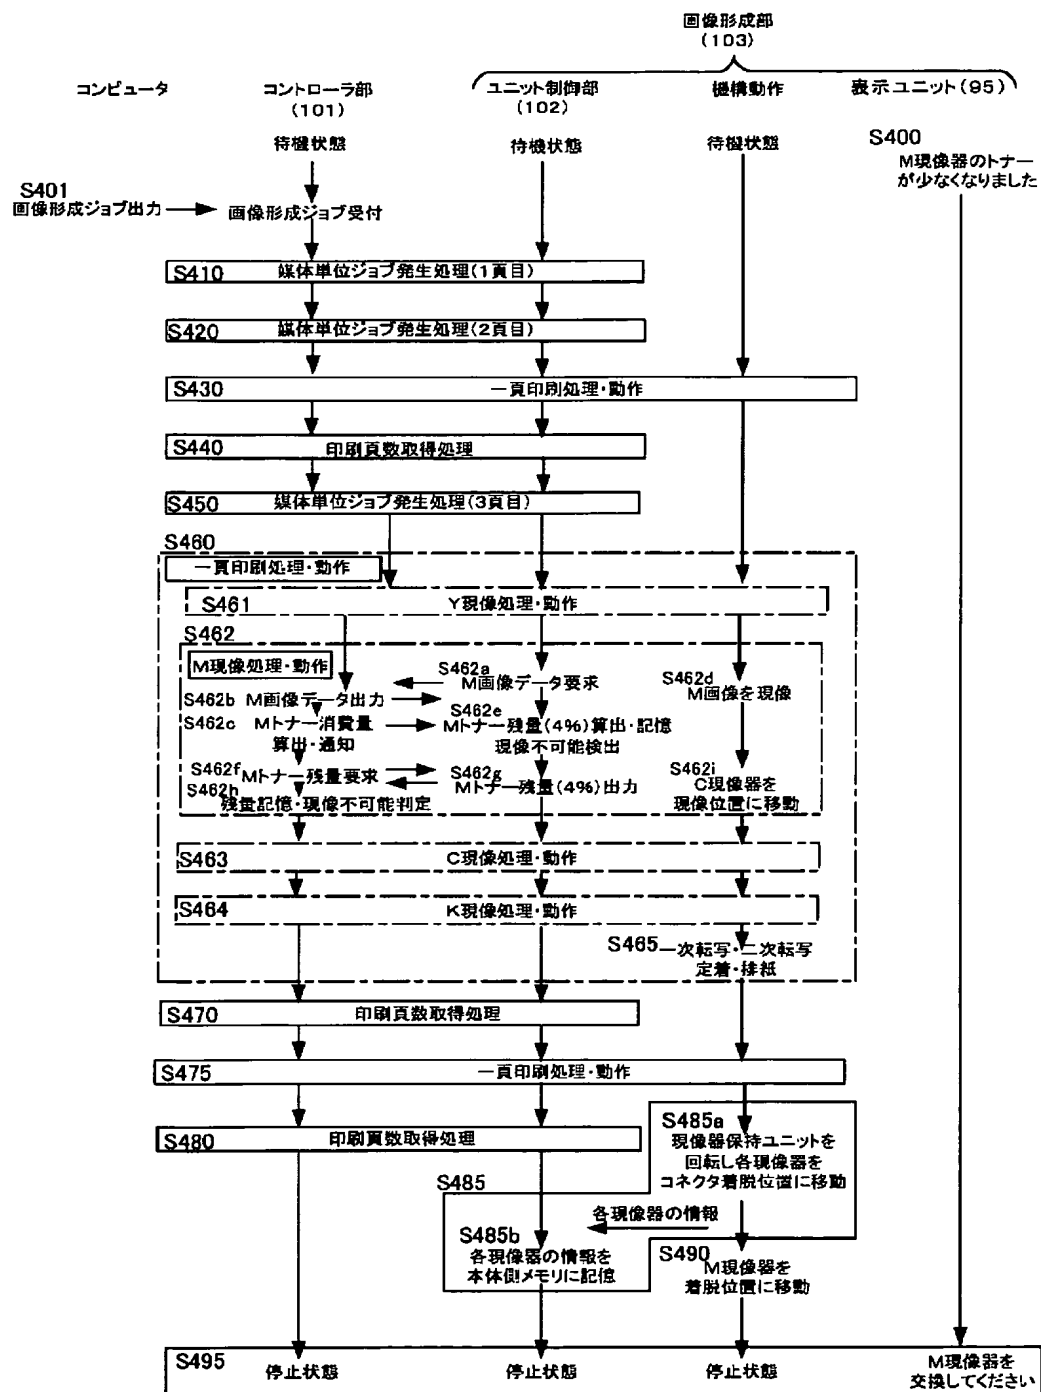 画像形成部
(103)
コンピュータ
コントローラ部
(101)
ユニット制御部
(102)
機構動作
表示ユニット(95)
待機状態
待機状態
待機状態
S400
M現像器のトナー
が少なくなりました
S401
画像形成ジョブ出力
画像形成ジョブ受付
S410 媒体単位ジョブ発生処理(1頁目)
S420 媒体単位ジョブ発生処理(2頁目)
S430 一頁印刷処理・動作
S440 印刷頁数取得処理
S450 媒体単位ジョブ発生処理(3頁目)
S460
一頁印刷処理・動作
S461 Y現像処理・動作
S462
M現像処理・動作
S462a
M画像データ要求
S462d
M画像を現像
S462b M画像データ出力
S462c Mトナー消費量
算出・通知
S462e
Mトナー残量(4%)算出・記憶
現像不可能検出
S462f Mトナー残量要求
S462g
Mトナー残量(4%)出力
S462h
残量記憶・現像不可能判定
S462i
C現像器を
現像位置に移動
S463 C現像処理・動作
S464 K現像処理・動作
S465 一次転写・二次転写
定着・排紙
S470 印刷頁数取得処理
S475 一頁印刷処理・動作
S480 印刷頁数取得処理
S485a
現像器保持ユニットを
回転し各現像器を
コネクタ着脱位置に移動
S485
各現像器の情報
S485b
各現像器の情報を
本体側メモリに記憶
S490
M現像器を
着脱位置に移動
S495 停止状態 停止状態 停止状態
M現像器を
交換してください